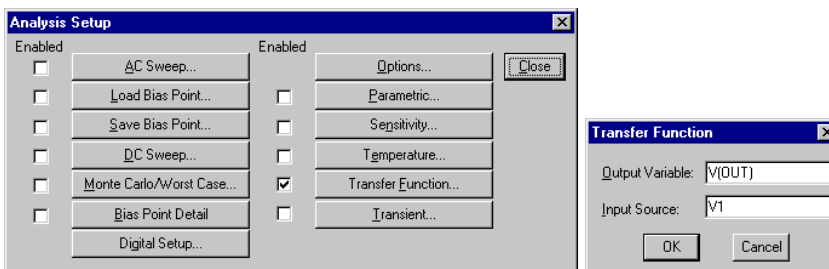 Analysis Setup
Enabled
Enabled
AC Sweep...
Options...
Close
Load Bias Point...
Parametric...
Save Bias Point...
Sensitivity...
DC Sweep...
Temperature...
Monte Carlo/Worst Case...
Transfer Function...
Bias Point Detail
Transient...
Digital Setup...
Transfer Function
Output Variable: V(OUT)
Input Source: V1
OK
Cancel